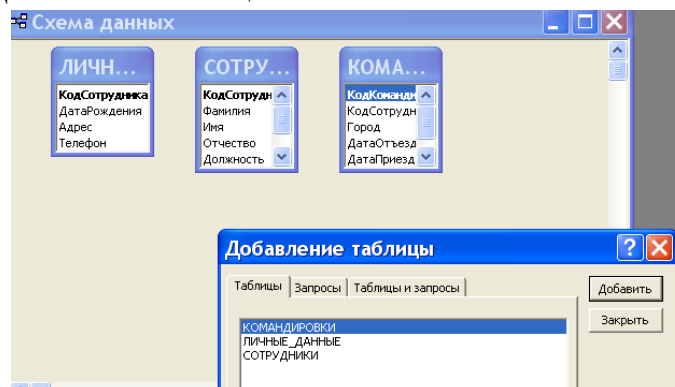 Схема данных
ЛИЧН...
КодСотрудника
ДатаРождения
Адрес
Телефон
СОТРУ...
КодСотрудн
Фамилия
Имя
Отчество
Должность
КОМА...
КодКоманди
КодСотрудн
Город
ДатаОтъезд
ДатаПриезд
Добавление таблицы
Таблицы Запросы Таблицы и запросы
Добавить
Закрыть
КОМАНДИРОВКИ
ЛИЧНЫЕ_ДАННЫЕ
СОТРУДНИКИ